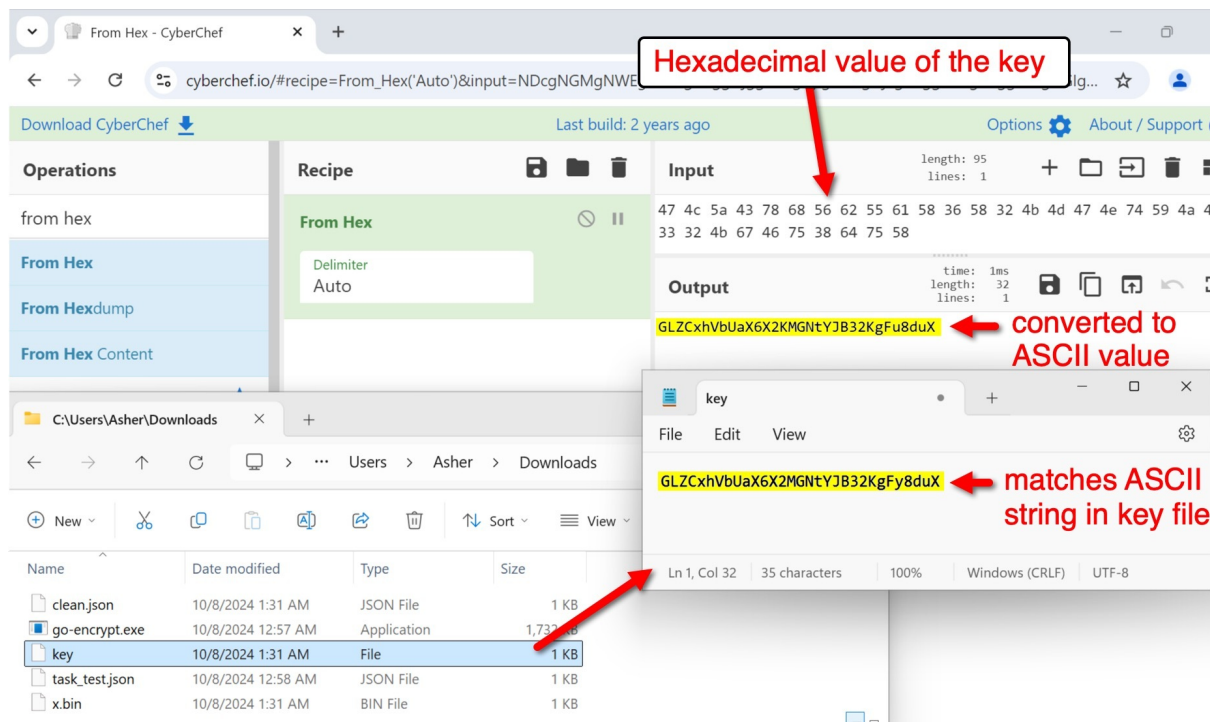 From Hex - CyberChef
Hexadecimal value of the key
cyberchef.io/#recipe=From_Hex('Auto')&input=NDcgNGMgNWE
Download CyberChef
Last build: 2 years ago
Options
About / Support
Operations
Recipe
Input
length: 95
lines: 1
from hex
From Hex
47 4c 5a 43 78 68 56 62 55 61 58 36 58 32 4b 4d 47 4e 74 59 4a 4
33 32 4b 67 46 75 38 64 75 58
From Hex
Delimiter
Auto
From Hexdump
Output
time: 1ms
length: 32
lines: 1
GLZCxhVbUaX6X2KMGNtYJB32KgFu8duX
converted to
ASCII value
From Hex Content
key
C:\Users\Asher\Downloads
File Edit View
Users > Asher > Downloads
GLZCxhVbUaX6X2MGNtYJB32KgFy8duX
matches ASCII
string in key file
New
Sort
View
Name Date modified Type Size
Ln 1, Col 32 35 characters 100% Windows (CRLF) UTF-8
clean.json 10/8/2024 1:31 AM JSON File 1 KB
go-encrypt.exe 10/8/2024 12:57 AM Application 1,732 KB
key 10/8/2024 1:31 AM File 1 KB
task_test.json 10/8/2024 12:58 AM JSON File 1 KB
x.bin 10/8/2024 1:31 AM BIN File 1 KB